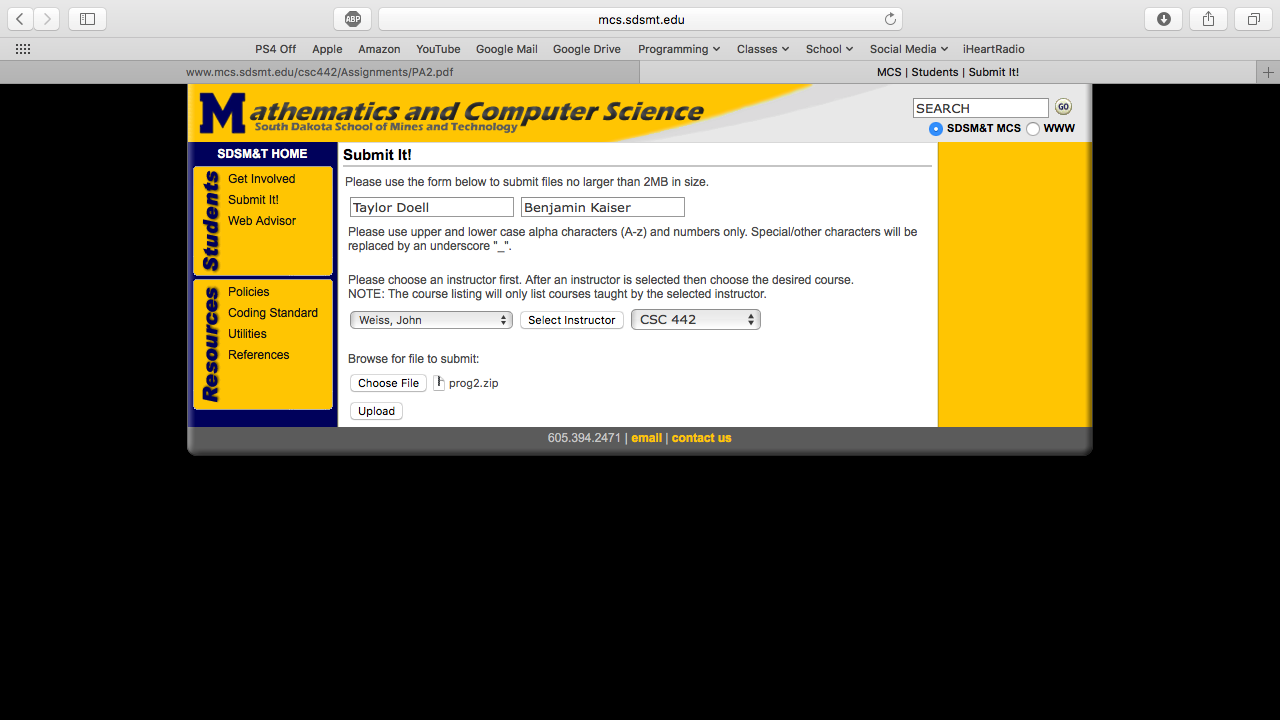 ABP
mcs.sdsmt.edu
PS4 Off Apple Amazon YouTube Google Mail Google Drive Programming Classes School Social Media iHeartRadio
www.mcs.sdsmt.edu/csc442/Assignments/PA2.pdf
MCS | Students | Submit It!
Mathematics and Computer Science
South Dakota School of Mines and Technology
SEARCH GO
SDSM&T MCS WWW
SDSM&T HOME
Students
Get Involved
Submit It!
Web Advisor
Resources
Policies
Coding Standard
Utilities
References
Submit It!
Please use the form below to submit files no larger than 2MB in size.
Taylor Doell Benjamin Kaiser
Please use upper and lower case alpha characters (A-z) and numbers only. Special/other characters will be
replaced by an underscore "_".
Please choose an instructor first. After an instructor is selected then choose the desired course.
NOTE: The course listing will only list courses taught by the selected instructor.
Weiss, John Select Instructor CSC 442
Browse for file to submit:
Choose File prog2.zip
Upload
605.394.2471 | email | contact us